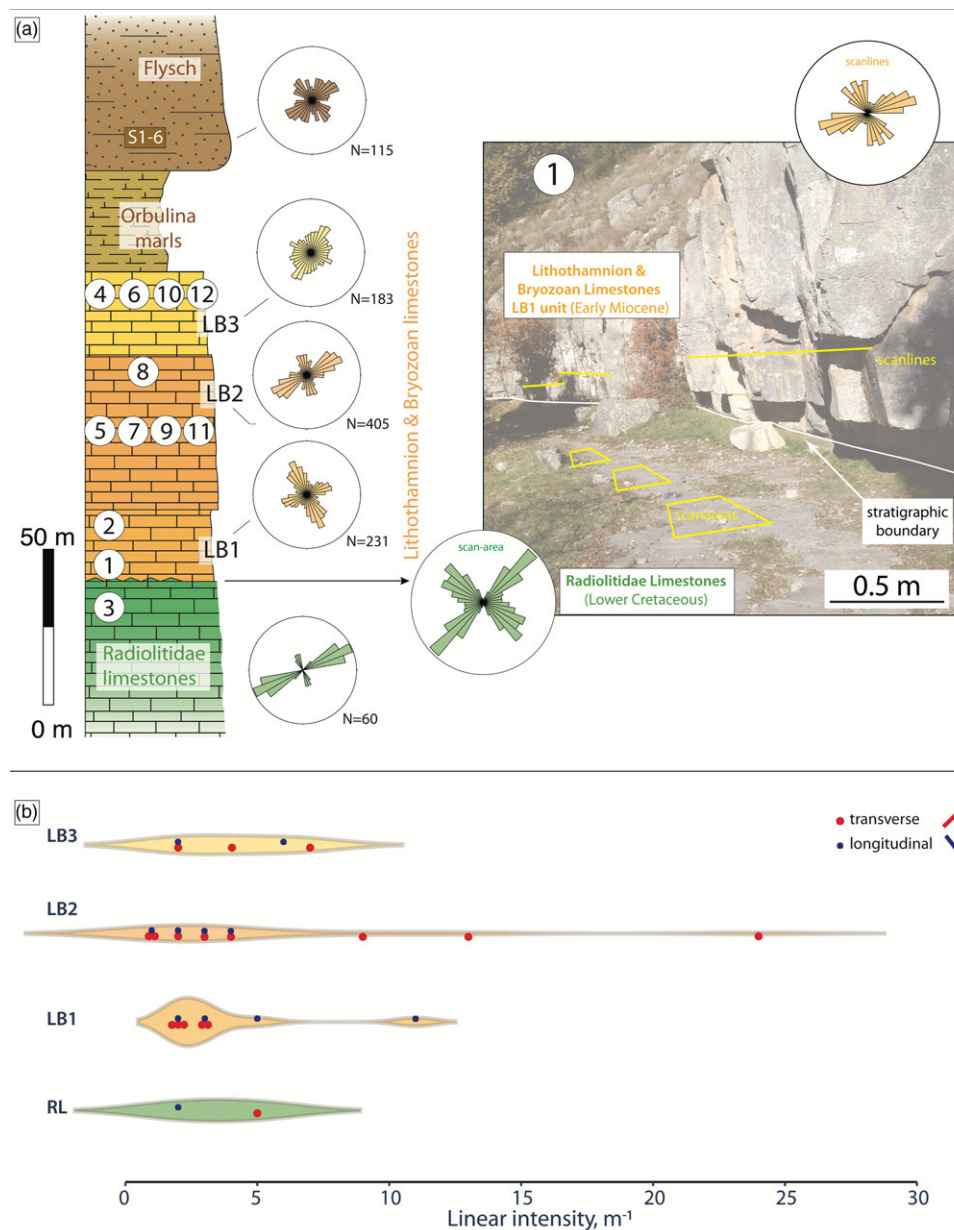 (a)
Flysch
S1-6
N=115
Orbulina
marls
4 6 10 12
LB3
N=183
8
LB2
5 7 9 11
N=405
2
LB1
1
N=231
3
Radiolitidae
limestones
N=60
50 m
0 m
Lithothamnion & Bryozoan limestones
scanlines
1
Lithothamnion &
Bryozoan Limestones
LB1 unit (Early Miocene)
scanlines
scanareas
stratigraphic
boundary
scan-area
Radiolitidae Limestones
(Lower Cretaceous)
0.5 m
(b)
LB3
LB2
LB1
RL
transverse
longitudinal
0 5 10 15 20 25 30
Linear intensity, m⁻¹